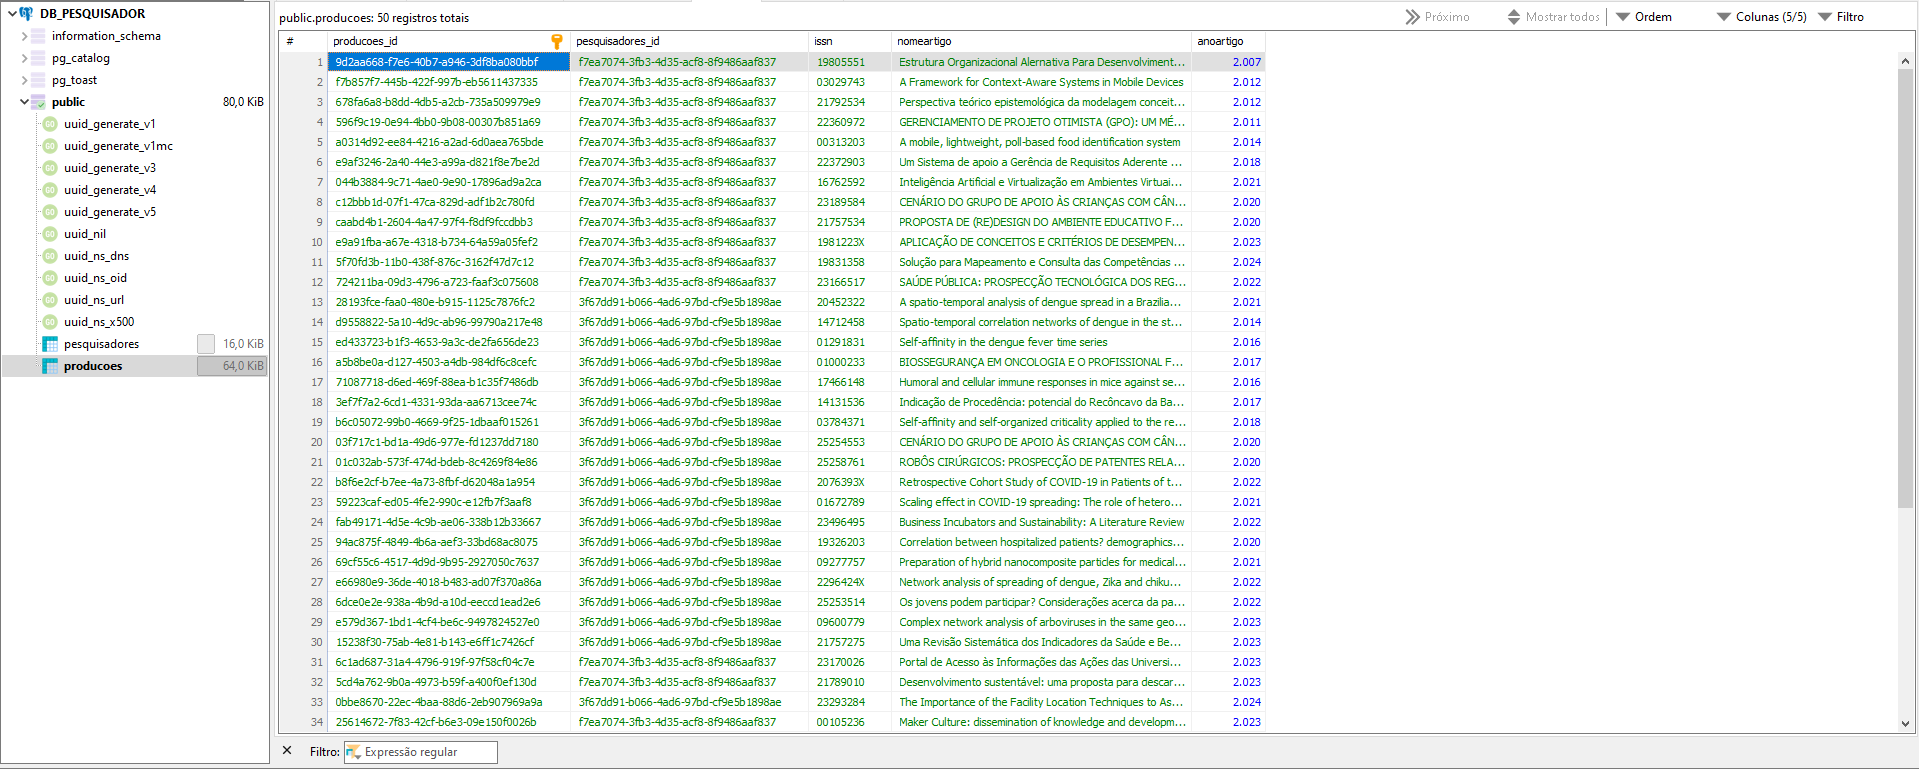 DB_PESQUISADOR
information_schema
pg_catalog
pg_toast
public 80,0 KiB
uuid_generate_v1
uuid_generate_v1mc
uuid_generate_v3
uuid_generate_v4
uuid_generate_v5
uuid_nil
uuid_ns_dns
uuid_ns_oid
uuid_ns_url
uuid_ns_x500
pesquisadores 16,0 KiB
producoes 64,0 KiB
public.producoes: 50 registros totais
Próximo Mostrar todos Ordem Colunas (5/5) Filtro
# producoes_id pesquisadores_id issn nomeartigo anoartigo
1 9d2aa668-f7e6-40b7-a946-3df8ba080bbf f7ea7074-3fb3-4d35-acf8-8f9486aaf837 19805551 Estrutura Organizacional Alernativa Para Desenvolviment... 2.007
2 f7b857f7-445b-422f-997b-eb5611437335 f7ea7074-3fb3-4d35-acf8-8f9486aaf837 03029743 A Framework for Context-Aware Systems in Mobile Devices 2.012
3 678fa6a8-b8dd-4db5-a2cb-735a509979e9 f7ea7074-3fb3-4d35-acf8-8f9486aaf837 21792534 Perspectiva teórico epistemológica da modelagem conceit... 2.012
4 596f9c19-0e94-4bb0-9b08-00307b851a69 f7ea7074-3fb3-4d35-acf8-8f9486aaf837 22360972 GERENCIAMENTO DE PROJETO OTIMISTA (GPO): UM MÉ... 2.011
5 a0314d92-ee84-4216-a2ad-6d0aea765bde f7ea7074-3fb3-4d35-acf8-8f9486aaf837 00313203 A mobile, lightweight, poll-based food identification system 2.014
6 e9af3246-2a40-44e3-a99a-d821f8e7be2d f7ea7074-3fb3-4d35-acf8-8f9486aaf837 22372903 Um Sistema de apoio a Gerência de Requisitos Aderente ... 2.018
7 044b3884-9c71-4ae0-9e90-17896ad9a2ca f7ea7074-3fb3-4d35-acf8-8f9486aaf837 16762592 Inteligência Artificial e Virtualização em Ambientes Virtuai... 2.021
8 c12bbb1d-07f1-47ca-829d-adf1b2c780fd f7ea7074-3fb3-4d35-acf8-8f9486aaf837 23189584 CENÁRIO DO GRUPO DE APOIO ÀS CRIANÇAS COM CÂN... 2.020
9 caabd4b1-2604-4a47-97f4-f8df9fccdbb3 f7ea7074-3fb3-4d35-acf8-8f9486aaf837 21757534 PROPOSTA DE (RE)DESIGN DO AMBIENTE EDUCATIVO F... 2.020
10 e9a91fba-a67e-4318-b734-64a59a05fef2 f7ea7074-3fb3-4d35-acf8-8f9486aaf837 1981223X APLICAÇÃO DE CONCEITOS E CRITÉRIOS DE DESEMPEN... 2.023
11 5f70fd3b-11b0-438f-876c-3162f47d7c12 f7ea7074-3fb3-4d35-acf8-8f9486aaf837 19831358 Solução para Mapeamento e Consulta das Competências ... 2.024
12 724211ba-09d3-4796-a723-faaf3c075608 f7ea7074-3fb3-4d35-acf8-8f9486aaf837 23166517 SAÚDE PÚBLICA: PROSPECÇÃO TECNOLÓGICA DOS REG... 2.022
13 28193fce-faa0-480e-b915-1125c7876fc2 3f67dd91-b066-4ad6-97bd-cf9e5b1898ae 20452322 A spatio-temporal analysis of dengue spread in a Brazilia... 2.021
14 d9558822-5a10-4d9c-ab96-99790a217e48 3f67dd91-b066-4ad6-97bd-cf9e5b1898ae 14712458 Spatio-temporal correlation networks of dengue in the st... 2.014
15 ed433723-b1f3-4653-9a3c-de2fa656de23 3f67dd91-b066-4ad6-97bd-cf9e5b1898ae 01291831 Self-affinity in the dengue fever time series 2.016
16 a5b8be0a-d127-4503-a4db-984df6c8cefc 3f67dd91-b066-4ad6-97bd-cf9e5b1898ae 01000233 BIOSSEGURANÇA EM ONCOLOGIA E O PROFISSIONAL F... 2.017
17 71087718-d6ed-469f-88ea-b1c35f7486db 3f67dd91-b066-4ad6-97bd-cf9e5b1898ae 17466148 Humoral and cellular immune responses in mice against se... 2.016
18 3ef7f7a2-6cd1-4331-93da-aa6713cee74c 3f67dd91-b066-4ad6-97bd-cf9e5b1898ae 14131536 Indicação de Procedência: potencial do Recôncavo da Ba... 2.017
19 b6c05072-99b0-4669-9f25-1dbaaf015261 3f67dd91-b066-4ad6-97bd-cf9e5b1898ae 03784371 Self-affinity and self-organized criticality applied to the re... 2.018
20 03f717c1-bd1a-49d6-977e-fd1237dd7180 3f67dd91-b066-4ad6-97bd-cf9e5b1898ae 25254553 CENÁRIO DO GRUPO DE APOIO ÀS CRIANÇAS COM CÂN... 2.020
21 01c032ab-573f-474d-bdeb-8c4269f84e86 3f67dd91-b066-4ad6-97bd-cf9e5b1898ae 25258761 ROBÔS CIRÚRGICOS: PROSPECÇÃO DE PATENTES RELA... 2.020
22 b8f6e2cf-b7ee-4a73-8fbf-d62048a1a954 3f67dd91-b066-4ad6-97bd-cf9e5b1898ae 2076393X Retrospective Cohort Study of COVID-19 in Patients of t... 2.022
23 59223caf-ed05-4fe2-990c-e12fb7f3aaf8 3f67dd91-b066-4ad6-97bd-cf9e5b1898ae 01672789 Scaling effect in COVID-19 spreading: The role of hetero... 2.021
24 fab49171-4d5e-4c9b-ae06-338b12b33667 3f67dd91-b066-4ad6-97bd-cf9e5b1898ae 23496495 Business Incubators and Sustainability: A Literature Review 2.022
25 94ac875f-4849-4b6a-aef3-33bd68ac8075 3f67dd91-b066-4ad6-97bd-cf9e5b1898ae 19326203 Correlation between hospitalized patients? demographics... 2.020
26 69cf55c6-4517-4d9d-9b95-2927050c7637 3f67dd91-b066-4ad6-97bd-cf9e5b1898ae 09277757 Preparation of hybrid nanocomposite particles for medical... 2.021
27 e66980e9-36de-4018-b483-ad07f370a86a 3f67dd91-b066-4ad6-97bd-cf9e5b1898ae 2296424X Network analysis of spreading of dengue, Zika and chiku... 2.022
28 6dce0e2e-938a-4b9d-a10d-eeccd1ead2e6 3f67dd91-b066-4ad6-97bd-cf9e5b1898ae 25253514 Os jovens podem participar? Considerações acerca da pa... 2.022
29 e579d367-1bd1-4cf4-be6c-9497824527e0 3f67dd91-b066-4ad6-97bd-cf9e5b1898ae 09600779 Complex network analysis of arboviruses in the same geo... 2.023
30 15238f30-75ab-4e81-b143-e6ff1c7426cf 3f67dd91-b066-4ad6-97bd-cf9e5b1898ae 21757275 Uma Revisão Sistemática dos Indicadores da Saúde e Be... 2.023
31 6c1ad687-31a4-4796-919f-97f58cf04c7e f7ea7074-3fb3-4d35-acf8-8f9486aaf837 23170026 Portal de Acesso às Informações das Ações das Universi... 2.023
32 5cd4a762-9b0a-4973-b59f-a400f0ef130d f7ea7074-3fb3-4d35-acf8-8f9486aaf837 21789010 Desenvolvimento sustentável: uma proposta para descar... 2.023
33 0bbe8670-22ec-4baa-88d6-2eb907969a9a 3f67dd91-b066-4ad6-97bd-cf9e5b1898ae 23293284 The Importance of the Facility Location Techniques to As... 2.024
34 25614672-7f83-42cf-b6e3-09e150f0026b f7ea7074-3fb3-4d35-acf8-8f9486aaf837 00105236 Maker Culture: dissemination of knowledge and developm... 2.023
Filtro: Expressão regular